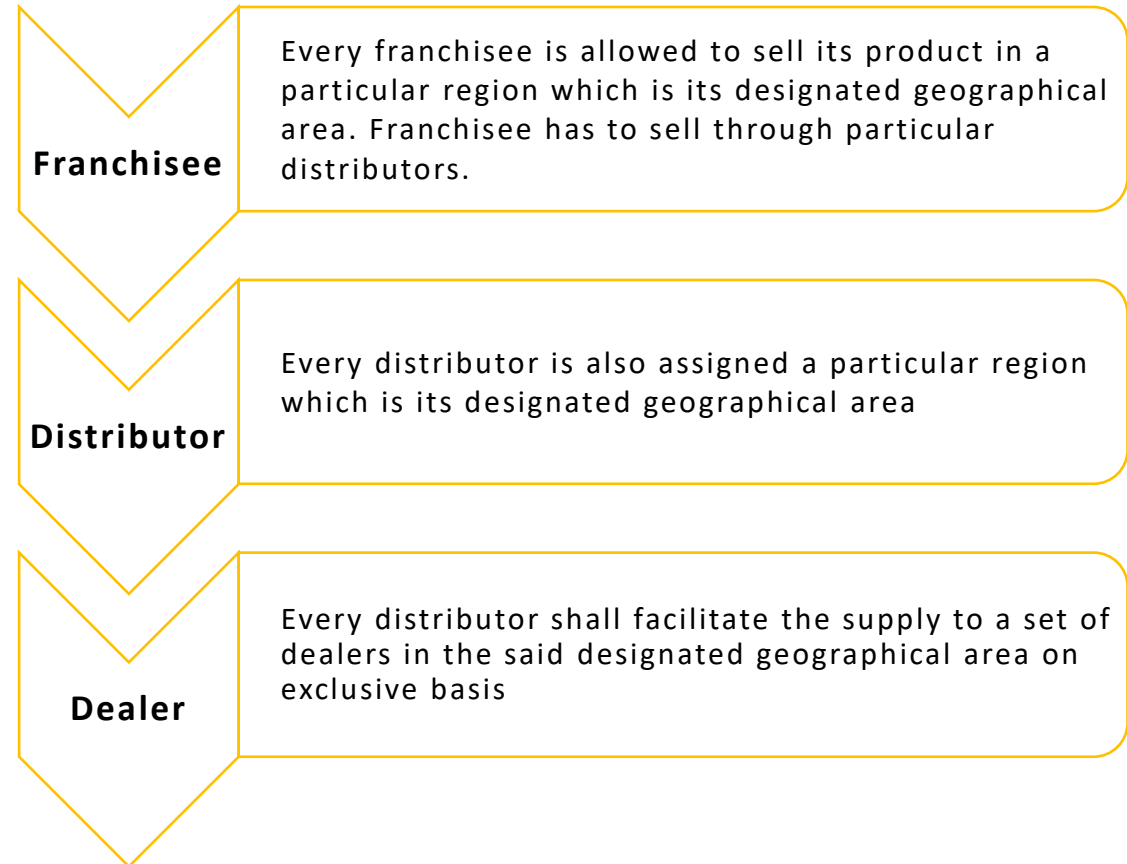 Franchisee
Every franchisee is allowed to sell its product in a
particular region which is its designated geographical
area. Franchisee has to sell through particular
distributors.
Distributor
Every distributor is also assigned a particular region
which is its designated geographical area
Dealer
Every distributor shall facilitate the supply to a set of
dealers in the said designated geographical area on
exclusive basis